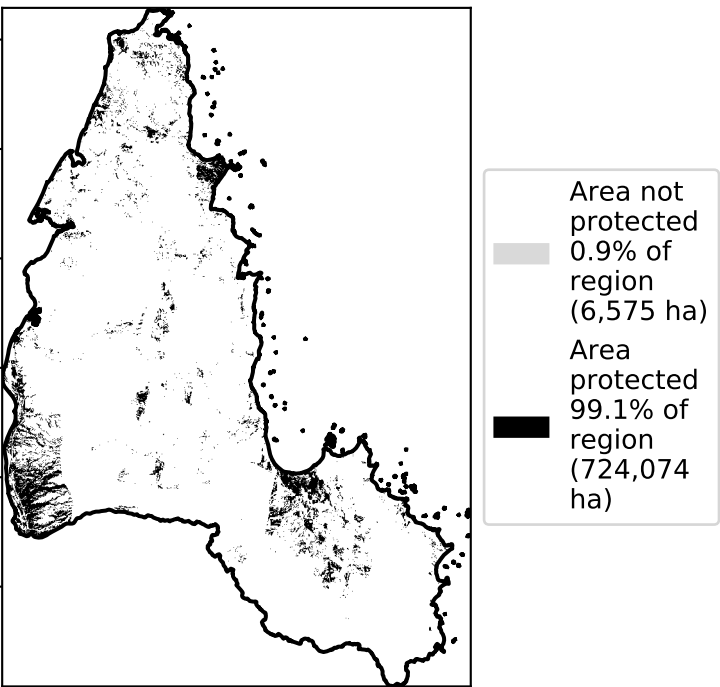 Area not
protected
0.9% of
region
(6,575 ha)
Area
protected
99.1% of
region
(724,074
ha)